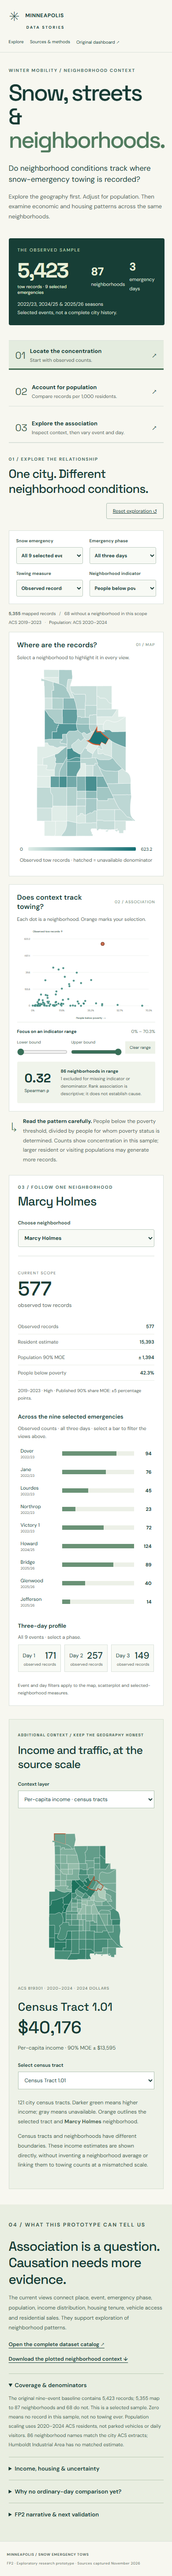 MINNEAPOLIS
DATA STORIES
Explore Sources & methods Original dashboard ↗
WINTER MOBILITY / NEIGHBORHOOD CONTEXT
Snow, streets
&
neighborhoods.
Do neighborhood conditions track where
snow-emergency towing is recorded?
Explore the geography first. Adjust for population. Then
examine economic and housing patterns across the same
neighborhoods.
THE OBSERVED SAMPLE
5,423
tow records · 9 selected
emergencies
87
neighborhoods
3
emergency
days
2022/23, 2024/25 & 2025/26 seasons
Selected events, not a complete city history.
01 Locate the concentration ↗
Start with observed counts.
02 Account for population ↗
Compare records per 1,000 residents.
03 Explore the association ↗
Inspect context, then vary event and day.
01 / EXPLORE THE RELATIONSHIP
One city. Different
neighborhood conditions.
Reset exploration ↺
Snow emergency
Emergency phase
All three days
Towing measure
Neighborhood indicator
Observed record
People below pov
5,355 mapped records / 68 without a neighborhood in this scope
ACS 2019–2023 Population: ACS 2020–2024
Where are the records?
01 / MAP
Select a neighborhood to highlight it in every view.
0 623.2
Observed tow records · hatched = unavailable denominator
Does context track
towing?
02 / ASSOCIATION
Each dot is a neighborhood. Orange marks your selection.
Focus on an indicator range
0% – 70.3%
Lower bound
Upper bound
Clear range
0.32
Spearman ρ
86 neighborhoods in range
1 excluded for missing indicator or
denominator. Rank association is
descriptive; it does not establish cause.
Read the pattern carefully. People below the poverty
threshold, divided by people for whom poverty status is
determined. Counts show concentration in this sample;
larger resident or visiting populations may generate
more records.
03 / FOLLOW ONE NEIGHBORHOOD
Marcy Holmes
Choose neighborhood
Marcy Holmes
CURRENT SCOPE
577
observed tow records
Observed records 577
Resident estimate 15,393
Population 90% MOE ± 1,394
People below poverty 42.3%
2019–2023 · High · Published 90% share MOE: ±5 percentage
points.
Across the nine selected emergencies
Observed counts · all three days · select a bar to filter the
views above.
Dover
2022/23
94
Jane
2022/23
76
Lourdes
2022/23
45
Northrop
2022/23
23
Victory 1
2022/23
72
Howard
2024/25
124
Bridge
2025/26
89
Glenwood
2025/26
40
Jefferson
2025/26
14
Three-day profile
All 9 events · select a phase.
Day 1 171
observed records
Day 2 257
observed records
Day 3 149
observed records
Event and day filters apply to the map, scatterplot and selected-
neighborhood measures.
ADDITIONAL CONTEXT / KEEP THE GEOGRAPHY HONEST
Income and traffic, at the
source scale
Context layer
Per-capita income · census tracts
ACS B19301 · 2020–2024 · 2024 DOLLARS
Census Tract 1.01
$40,176
Per-capita income · 90% MOE ± $13,595
Select census tract
Census Tract 1.01
121 city census tracts. Darker green means higher
income; gray means unavailable. Orange outlines the
selected tract and Marcy Holmes neighborhood.
Census tracts and neighborhoods have different
boundaries. These income estimates are shown
directly, without inventing a neighborhood average or
linking them to towing counts at a mismatched scale.
04 / WHAT THIS PROTOTYPE CAN TELL US
Association is a question.
Causation needs more
evidence.
The current views connect place, event, emergency phase,
population, income distribution, housing tenure, vehicle access
and residential sales. They support exploration of
neighborhood patterns.
Open the complete dataset catalog ↗
Download the plotted neighborhood context ↓
▼ Coverage & denominators
The original nine-event baseline contains 5,423 records; 5,355 map
to 87 neighborhoods and 68 do not. This is a selected sample. Zero
means no record in this sample, not no towing over time. Population
scaling uses 2020–2024 ACS residents, not parked vehicles or daily
visitors. 86 neighborhood names match the city ACS extracts;
Humboldt Industrial Area has no matched estimate.
▶ Income, housing & uncertainty
▶ Why no ordinary-day comparison yet?
▶ FP2 narrative & next validation
MINNEAPOLIS / SNOW EMERGENCY TOWS